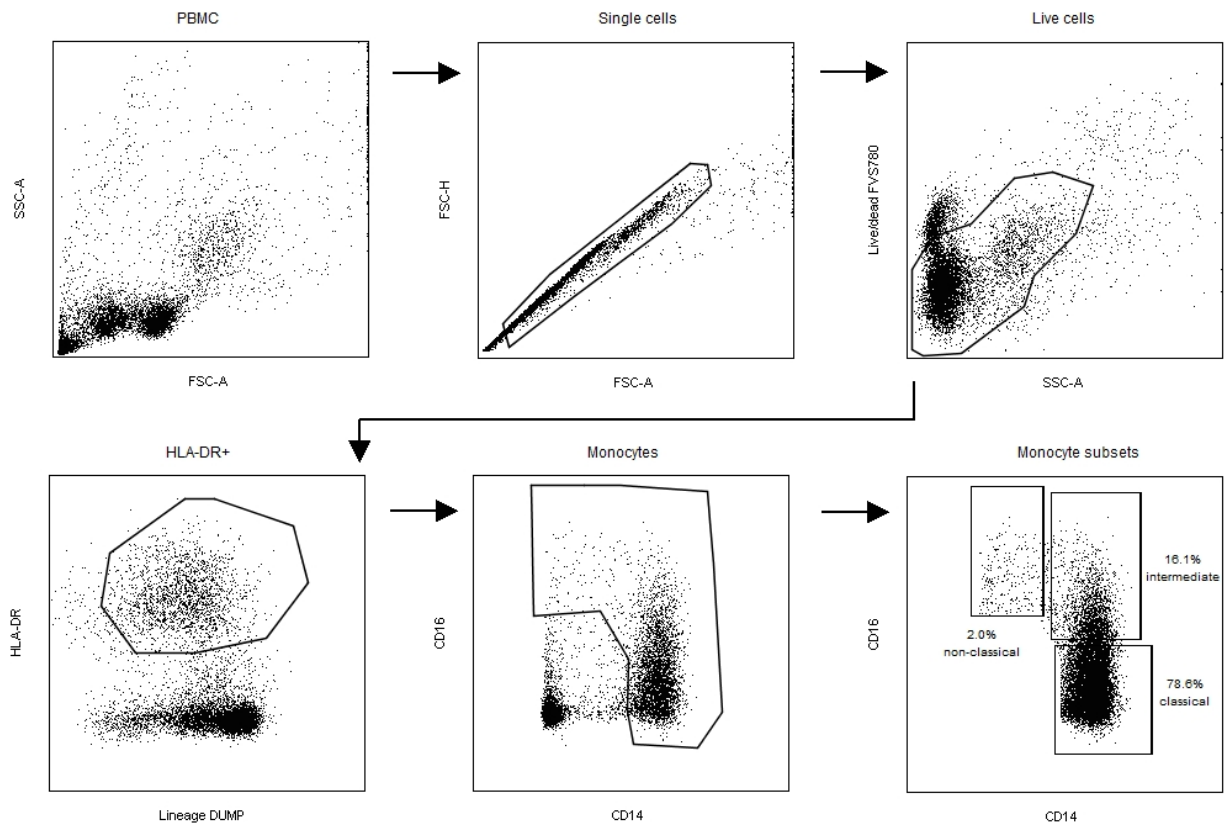 PBMC
Single cells
Live cells
SSC-A
FSC-H
Live/dead FVS780
FSC-A
FSC-A
SSC-A
HLA-DR+
Monocytes
Monocyte subsets
HLA-DR
CD16
CD16
16.1%
intermediate
2.0%
non-classical
78.6%
classical
Lineage DUMP
CD14
CD14